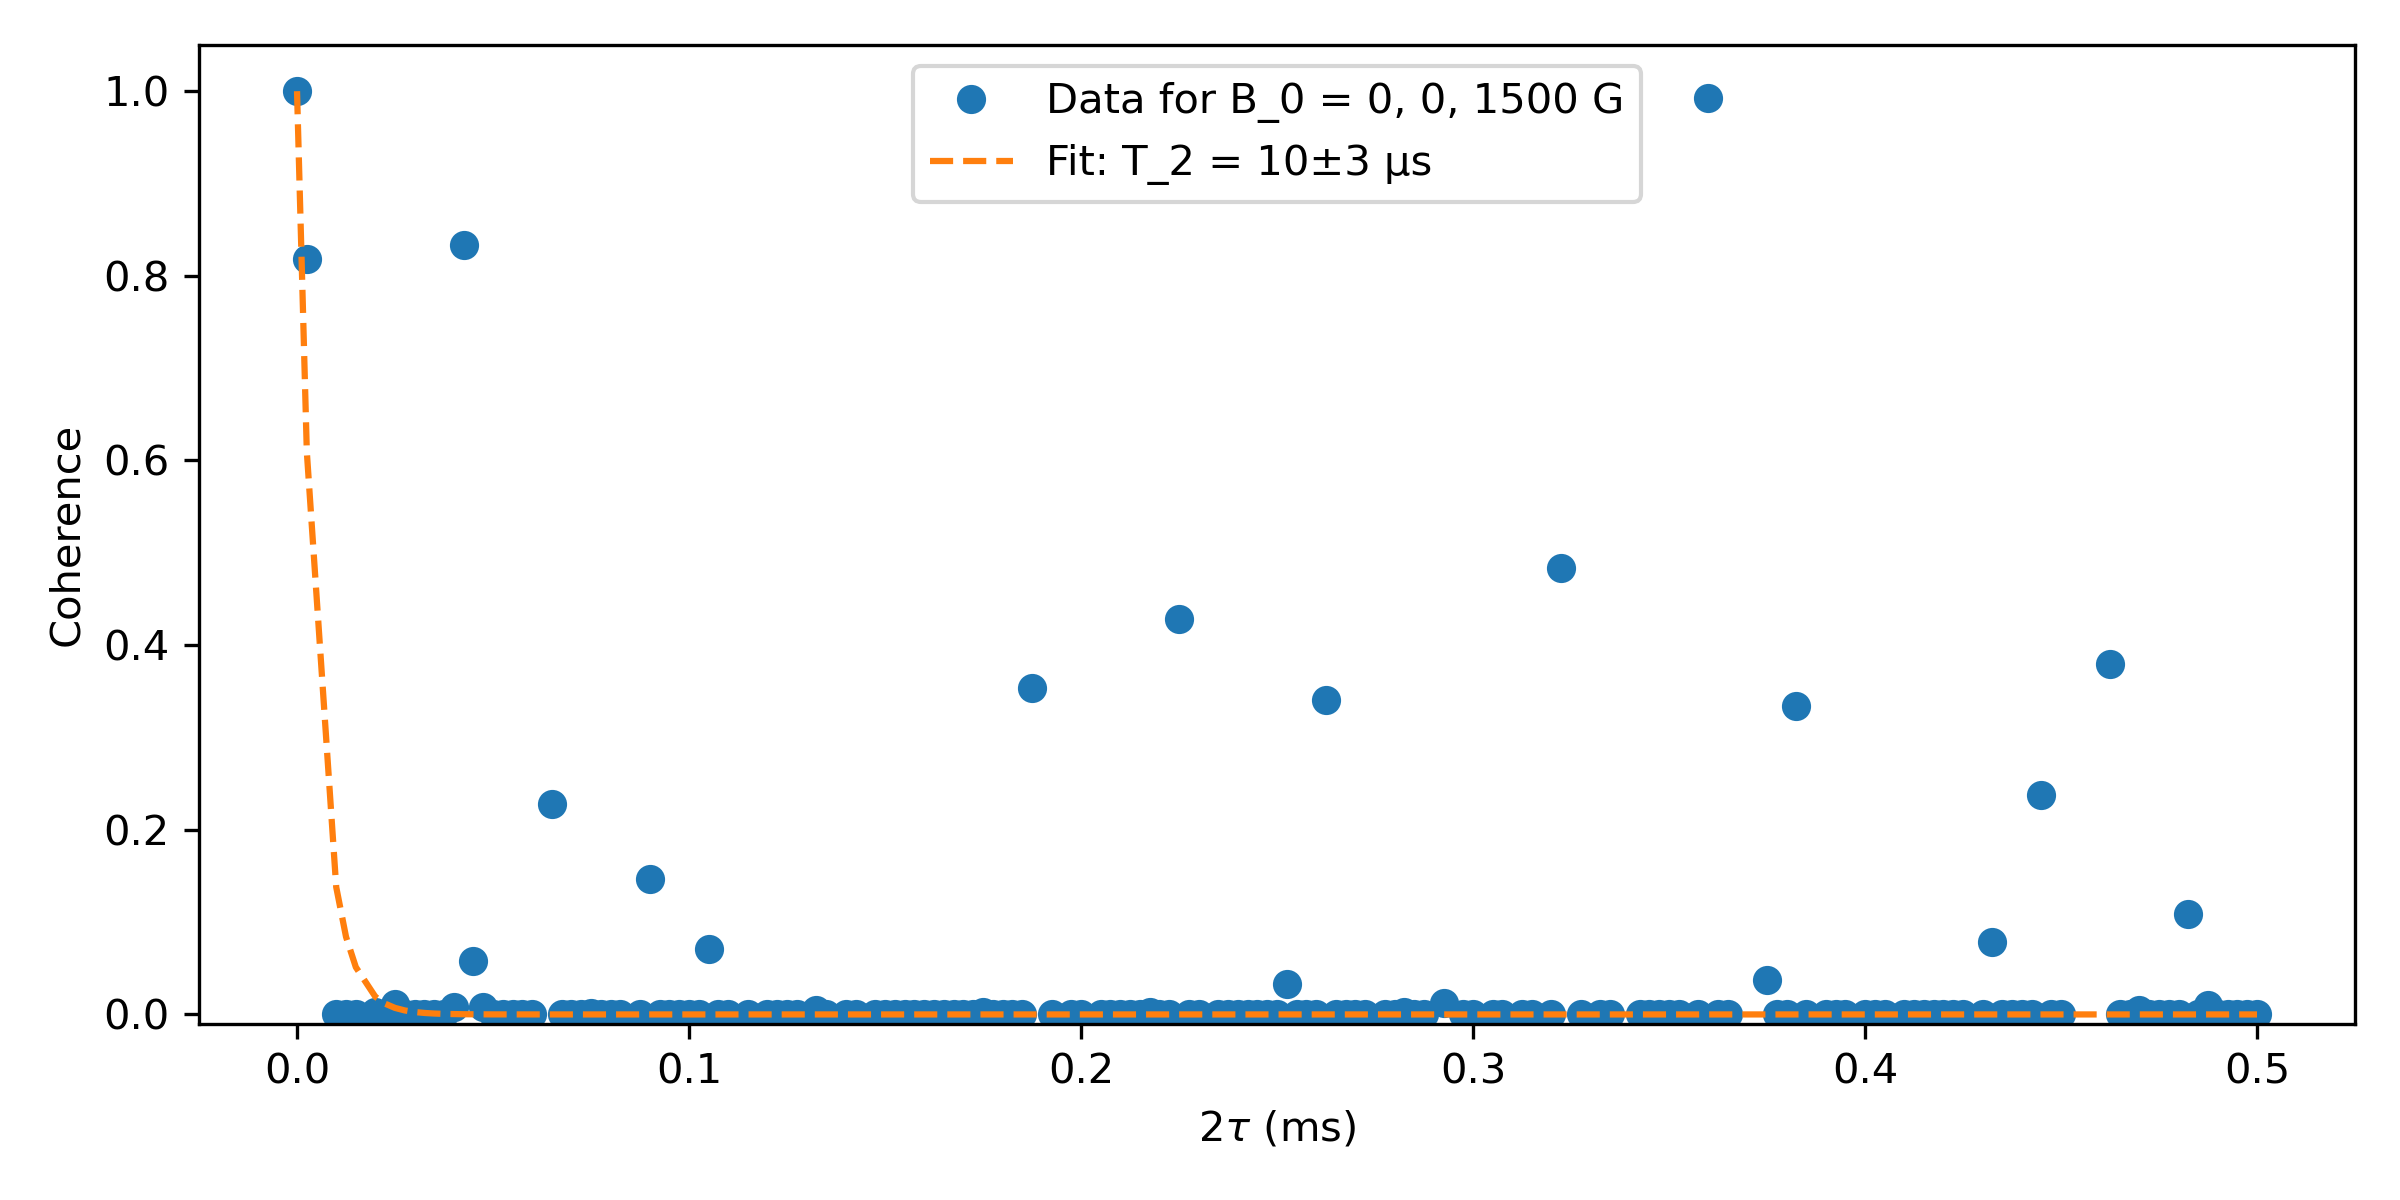 Data for B_0 = 0, 0, 1500 G
Fit: T_2 = 10±3 µs
Coherence
1.0
0.8
0.6
0.4
0.2
0.0
0.0 0.1 0.2 0.3 0.4 0.5
2τ (ms)